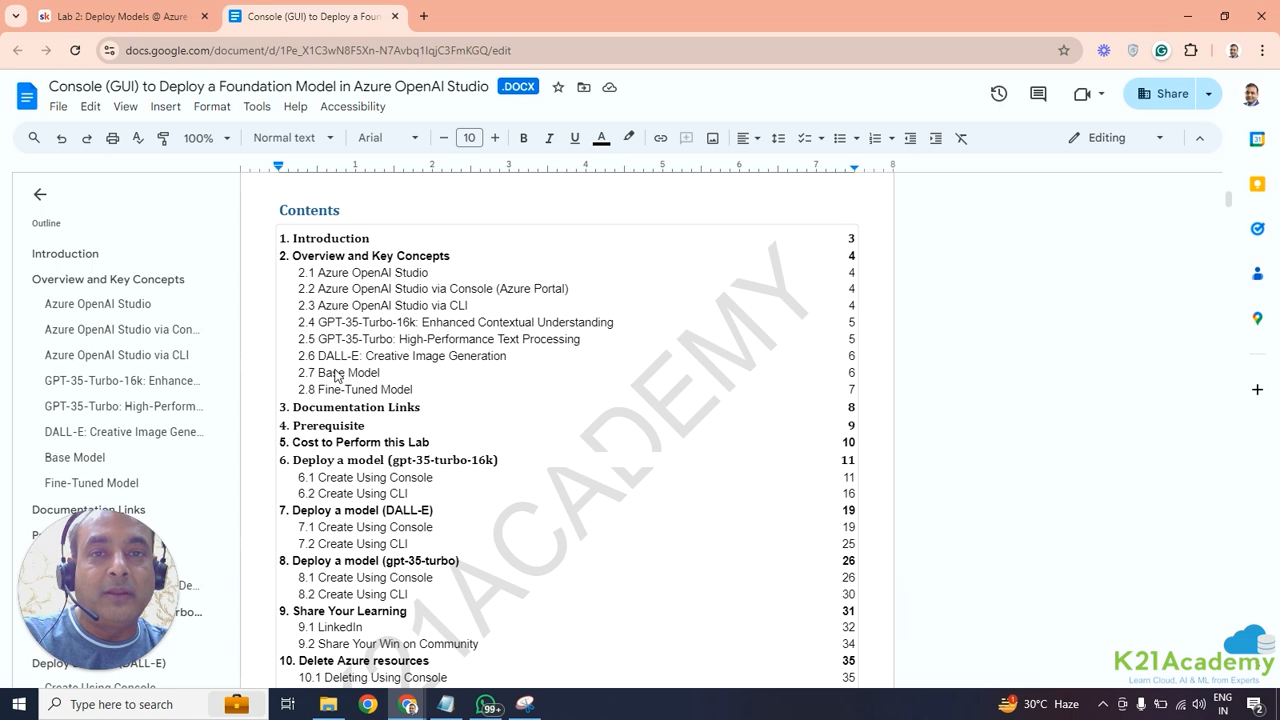 Lab 2: Deploy Models @ Azure
Console (GUI) to Deploy a Foun
docs.google.com/document/d/1Pe_X1C3wN8F5Xn-N7Avbq1IqjC3FmKGQ/edit
Console (GUI) to Deploy a Foundation Model in Azure OpenAI Studio .DOCX
File Edit View Insert Format Tools Help Accessibility
Share
100% Normal text Arial 10 Editing
1 2 3 4 5 6 7 8
Outline
Introduction
Overview and Key Concepts
Azure OpenAI Studio
Azure OpenAI Studio via Con...
Azure OpenAI Studio via CLI
GPT-35-Turbo-16k: Enhance...
GPT-35-Turbo: High-Perform...
DALL-E: Creative Image Gene...
Base Model
Fine-Tuned Model
Documentation Links
Contents
1. Introduction 3
2. Overview and Key Concepts 4
2.1 Azure OpenAI Studio 4
2.2 Azure OpenAI Studio via Console (Azure Portal) 4
2.3 Azure OpenAI Studio via CLI 4
2.4 GPT-35-Turbo-16k: Enhanced Contextual Understanding 5
2.5 GPT-35-Turbo: High-Performance Text Processing 5
2.6 DALL-E: Creative Image Generation 6
2.7 Base Model 6
2.8 Fine-Tuned Model 7
3. Documentation Links 8
4. Prerequisite 9
5. Cost to Perform this Lab 10
6. Deploy a model (gpt-35-turbo-16k) 11
6.1 Create Using Console 11
6.2 Create Using CLI 16
7. Deploy a model (DALL-E) 19
7.1 Create Using Console 19
7.2 Create Using CLI 25
8. Deploy a model (gpt-35-turbo) 26
8.1 Create Using Console 26
8.2 Create Using CLI 30
9. Share Your Learning 31
9.1 LinkedIn 32
9.2 Share Your Win on Community 34
10. Delete Azure resources 35
10.1 Deleting Using Console 35
K21Academy
Learn Cloud, AI & ML from Experts
Type here to search
99+
30°C Haze
ENG
IN
2